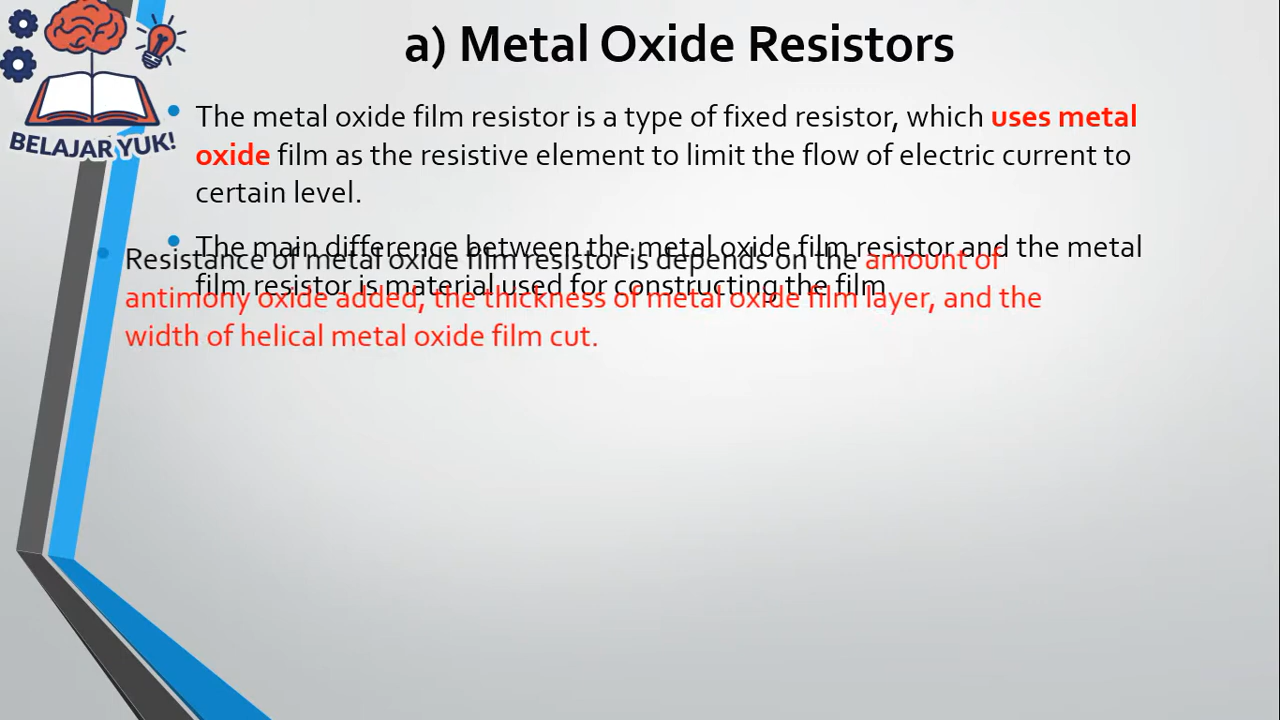 a) Metal Oxide Resistors
BELAJAR YUK!
The metal oxide film resistor is a type of fixed resistor, which uses metal
oxide film as the resistive element to limit the flow of electric current to
certain level.
The main difference between the metal oxide film resistor and the metal
film resistor is material used for constructing the film
Resistance of metal oxide film resistor is depends on the amount of
antimony oxide added, the thickness of metal oxide film layer, and the
width of helical metal oxide film cut.